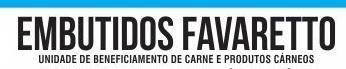 EMBUTIDOS FAVARETTO
UNIDADE DE BENEFICIAMENTO DE CARNE E PRODUTOS CÁRNEOS